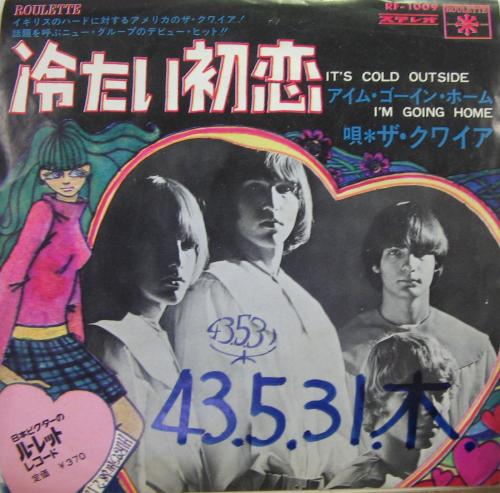 ROULETTE
RF-1009
ステレオ
ROULETTE
イギリスのハードに対するアメリカのザ・クワイア!
話題を呼ぶニュー・グループのデビュー・ヒット!!
冷たい初恋
IT'S COLD OUTSIDE
アイム・ゴーイン・ホーム
I'M GOING HOME
唄*ザ・クワイア
43.5.31
木
43.5.31.木.
日本ビクターの
ルーレット
レコード
定価 ¥370